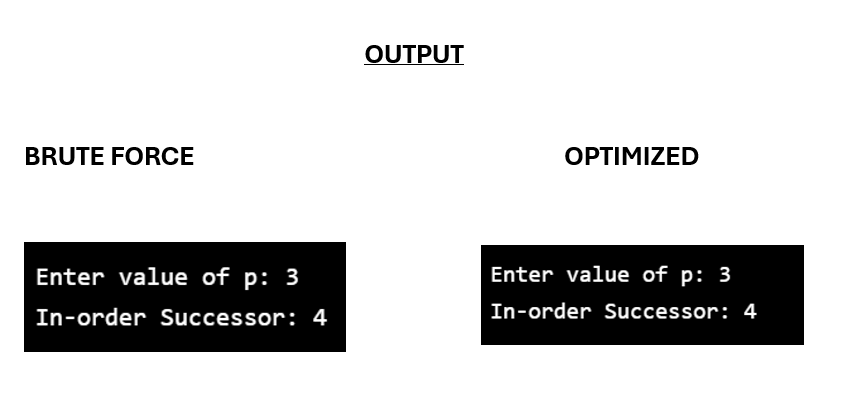 OUTPUT
BRUTE FORCE
OPTIMIZED
Enter value of p: 3
In-order Successor: 4
Enter value of p: 3
In-order Successor: 4